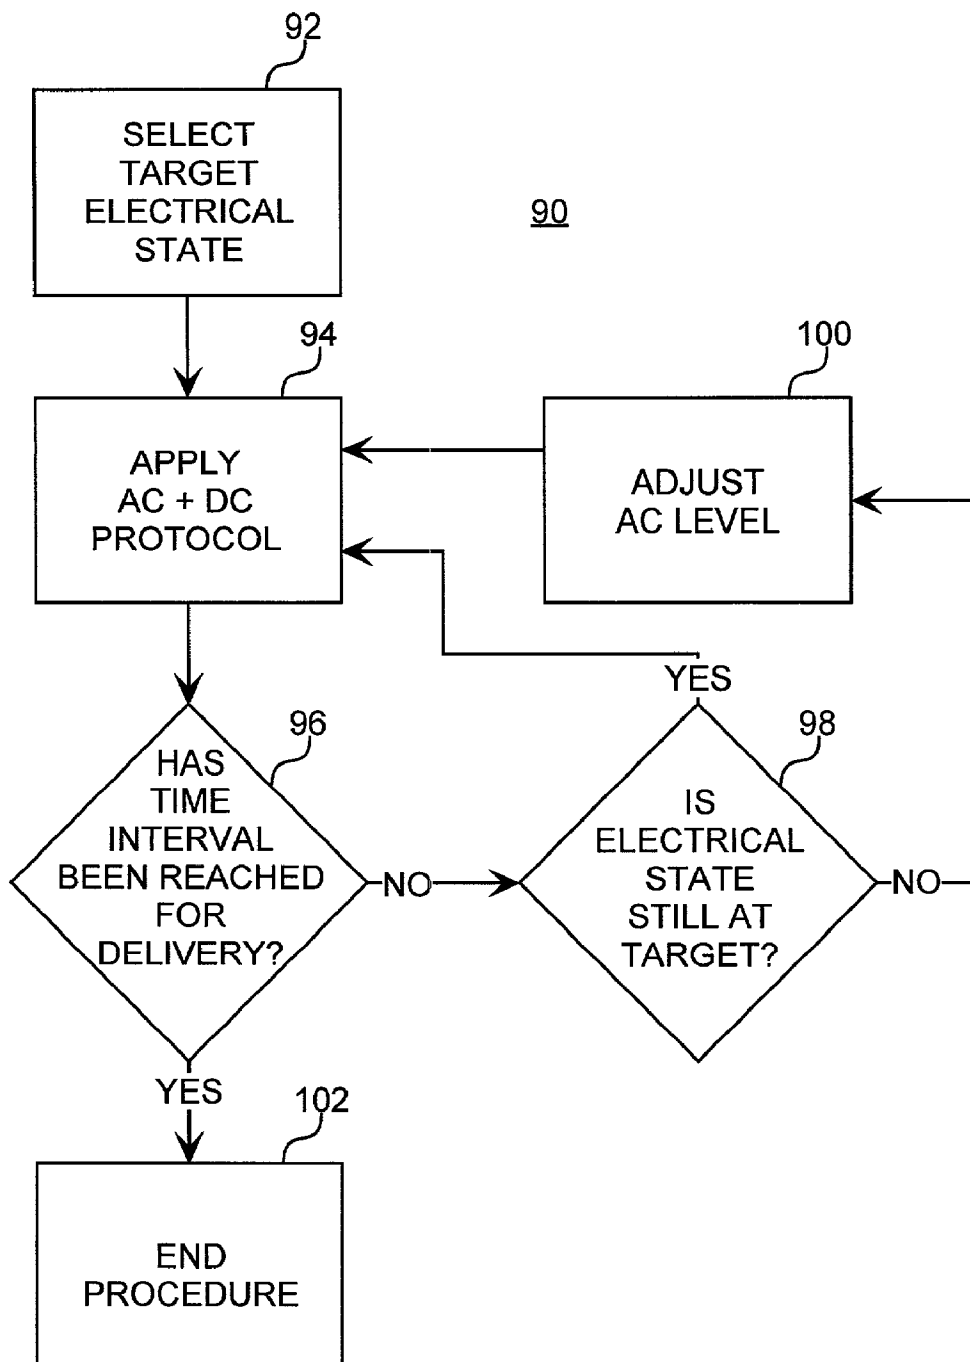 92
SELECT
TARGET
ELECTRICAL
STATE
90
94
APPLY
AC + DC
PROTOCOL
100
ADJUST
AC LEVEL
YES
96
HAS
TIME
INTERVAL
BEEN REACHED
FOR
DELIVERY?
NO
98
IS
ELECTRICAL
STATE
STILL AT
TARGET?
NO
YES
102
END
PROCEDURE